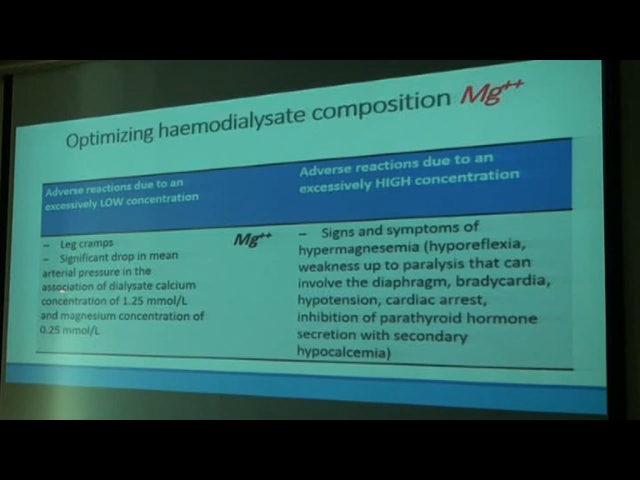 Optimizing haemodialysate composition Mg⁺⁺
Adverse reactions due to an
excessively LOW concentration
Adverse reactions due to an
excessively HIGH concentration
– Leg cramps
– Significant drop in mean
arterial pressure in the
association of dialysate calcium
concentration of 1.25 mmol/L
and magnesium concentration of
0.25 mmol/L
Mg⁺⁺
– Signs and symptoms of
hypermagnesemia (hyporeflexia,
weakness up to paralysis that can
involve the diaphragm, bradycardia,
hypotension, cardiac arrest,
inhibition of parathyroid hormone
secretion with secondary
hypocalcemia)